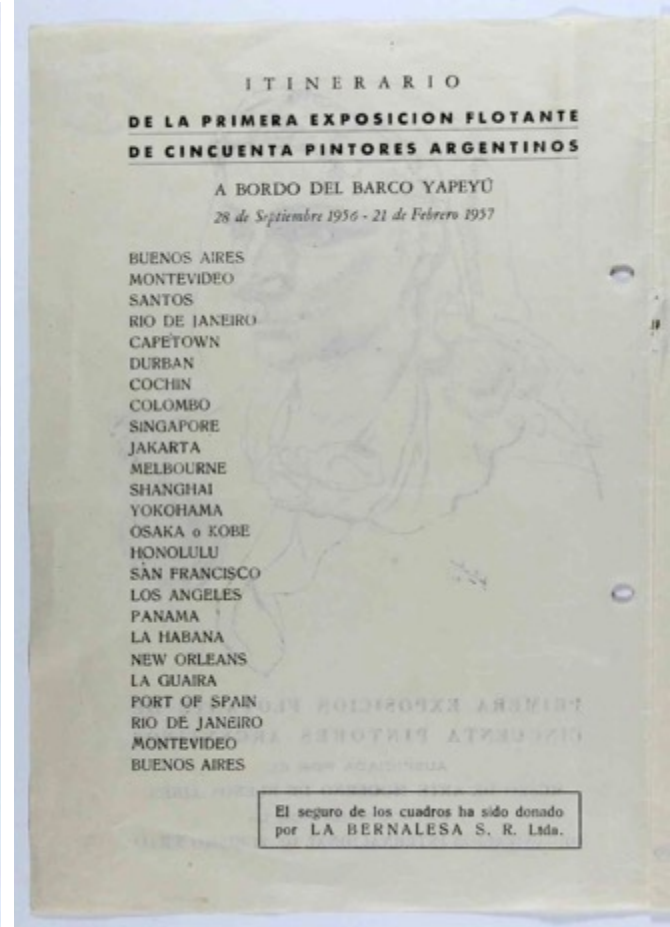 ITINERARIO
DE LA PRIMERA EXPOSICION FLOTANTE
DE CINCUENTA PINTORES ARGENTINOS
A BORDO DEL BARCO YAPEYÚ
28 de Septiembre 1956 - 21 de Febrero 1957
BUENOS AIRES
MONTEVIDEO
SANTOS
RIO DE JANEIRO
CAPETOWN
DURBAN
COCHIN
COLOMBO
SINGAPORE
JAKARTA
MELBOURNE
SHANGHAI
YOKOHAMA
OSAKA o KOBE
HONOLULU
SAN FRANCISCO
LOS ANGELES
PANAMA
LA HABANA
NEW ORLEANS
LA GUAIRA
PORT OF SPAIN
RIO DE JANEIRO
MONTEVIDEO
BUENOS AIRES
El seguro de los cuadros ha sido donado
por LA BERNALESA S. R. Ltda.